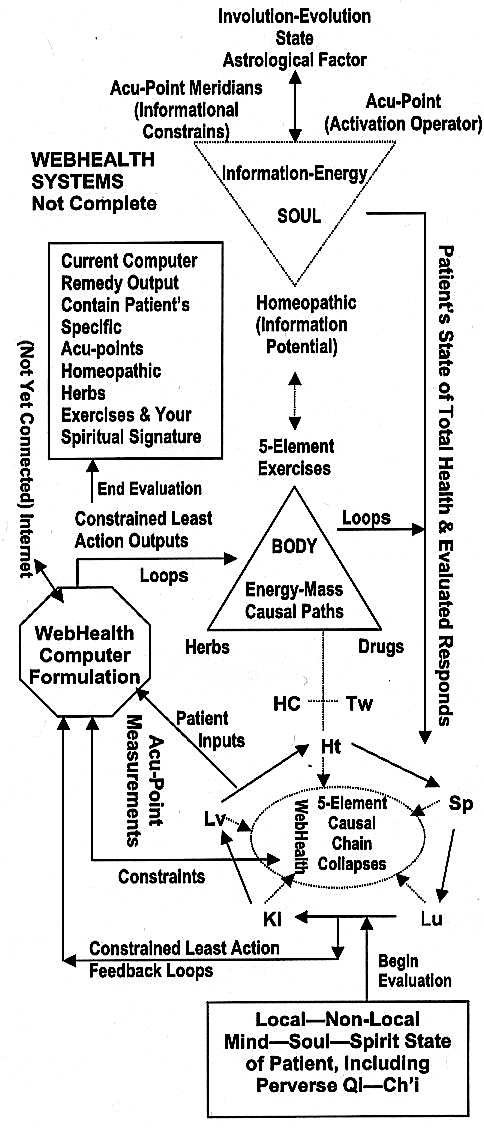 Involution-Evolution
State
Astrological Factor
Acu-Point Meridians
(Informational
Constrains)
Acu-Point
(Activation Operator)
WEBHEALTH
SYSTEMS
Not Complete
Information-Energy
SOUL
Current Computer
Remedy Output
Contain Patient's
Specific
Acu-points
Homeopathic
Herbs
Exercises & Your
Spiritual Signature
Homeopathic
(Information
Potential)
Patient's State of Total Health & Evaluated Responds
(Not Yet Connected) Internet
5-Element
Exercises
End Evaluation
Constrained Least
Action Outputs
Loops
Loops
BODY
Energy-Mass
Causal Paths
WebHealth
Computer
Formulation
Herbs
Drugs
HC
Tw
Patient
Inputs
Acu-Point
Measurements
Ht
Lv
Sp
WebHealth
5-Element
Causal
Chain
Collapses
Constraints
KI
Lu
Constrained Least Action
Feedback Loops
Begin
Evaluation
Local—Non-Local
Mind—Soul—Spirit State
of Patient, Including
Perverse QI—Ch'i